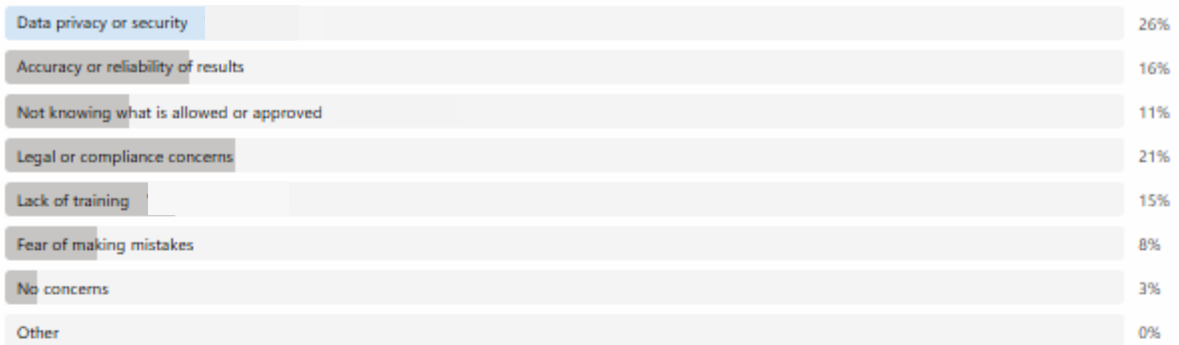 Data privacy or security 26%
Accuracy or reliability of results 16%
Not knowing what is allowed or approved 11%
Legal or compliance concerns 21%
Lack of training 15%
Fear of making mistakes 8%
No concerns 3%
Other 0%